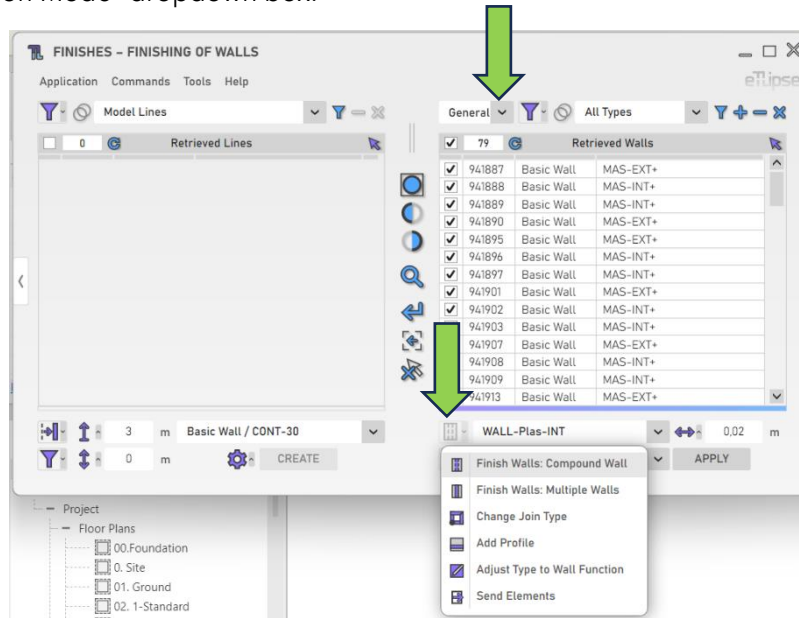 on Mode" dropdown box.
FINISHES – FINISHING OF WALLS
Application Commands Tools Help
eTLipse
Model Lines
General
All Types
0 Retrieved Lines
79 Retrieved Walls
941887 Basic Wall MAS-EXT+
941888 Basic Wall MAS-INT+
941889 Basic Wall MAS-INT+
941890 Basic Wall MAS-EXT+
941895 Basic Wall MAS-EXT+
941896 Basic Wall MAS-INT+
941897 Basic Wall MAS-INT+
941901 Basic Wall MAS-EXT+
941902 Basic Wall MAS-INT+
941903 Basic Wall MAS-INT+
941907 Basic Wall MAS-EXT+
941908 Basic Wall MAS-INT+
941909 Basic Wall MAS-INT+
941913 Basic Wall MAS-EXT+
3 m Basic Wall / CONT-30
WALL-Plas-INT
0,02 m
0 m
CREATE
APPLY
Finish Walls: Compound Wall
Finish Walls: Multiple Walls
Change Join Type
Add Profile
Adjust Type to Wall Function
Send Elements
Project
Floor Plans
00.Foundation
0. Site
01. Ground
02. 1-Standard